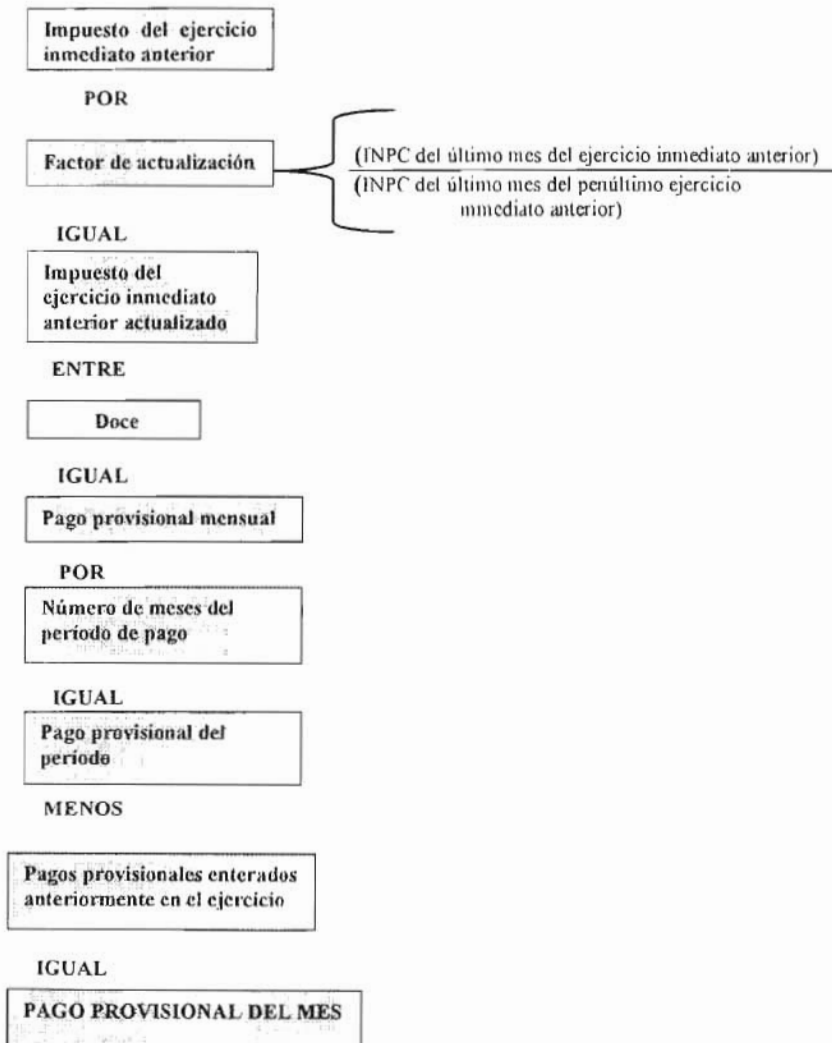 Impuesto del ejercicio
inmediato anterior
POR
Factor de actualización
(INPC del último mes del ejercicio inmediato anterior)
(INPC del último mes del penúltimo ejercicio
inmediato anterior)
IGUAL
Impuesto del
ejercicio inmediato
anterior actualizado
ENTRE
Doce
IGUAL
Pago provisional mensual
POR
Número de meses del
período de pago
IGUAL
Pago provisional del
período
MENOS
Pagos provisionales enterados
anteriormente en el ejercicio
IGUAL
PAGO PROVISIONAL DEL MES